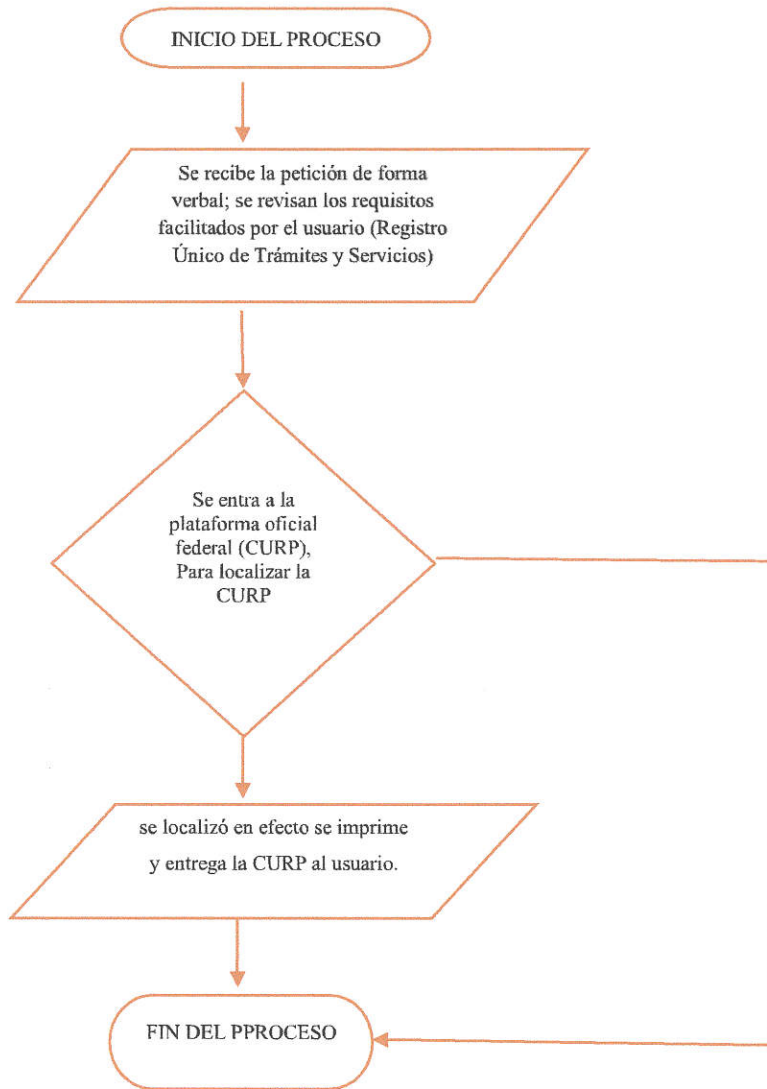 INICIO DEL PROCESO
Se recibe la petición de forma
verbal; se revisan los requisitos
facilitados por el usuario (Registro
Único de Trámites y Servicios)
Se entra a la
plataforma oficial
federal (CURP),
Para localizar la
CURP
se localizó en efecto se imprime
y entrega la CURP al usuario.
FIN DEL PPROCESO